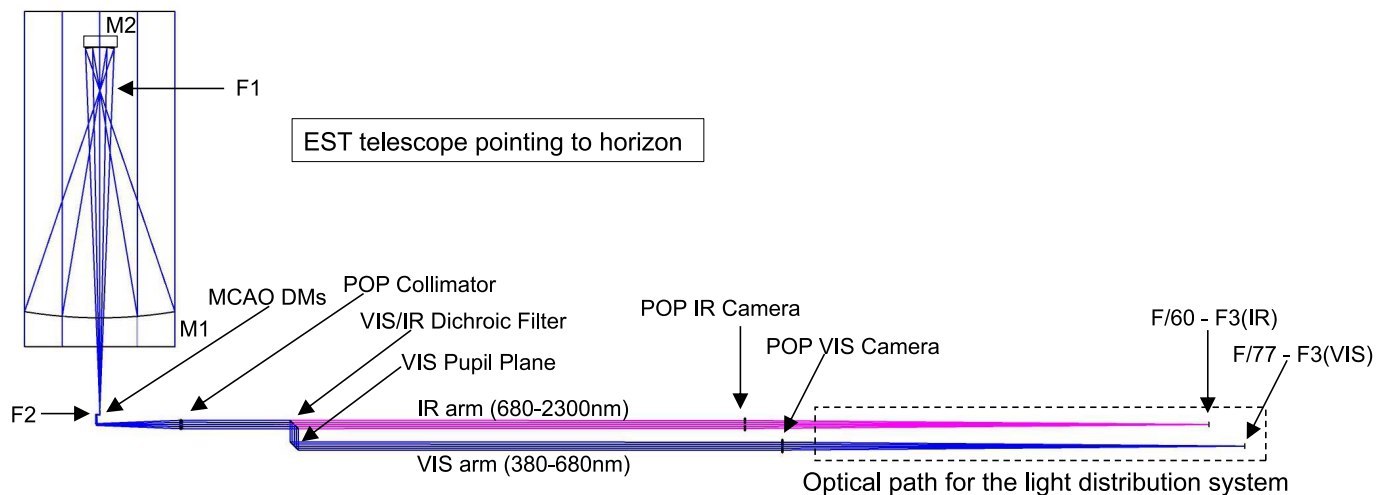 M2
F1
EST telescope pointing to horizon
M1
MCAO DMs
POP Collimator
VIS/IR Dichroic Filter
VIS Pupil Plane
POP IR Camera
POP VIS Camera
F/60 - F3(IR)
F/77 - F3(VIS)
F2
IR arm (680-2300nm)
VIS arm (380-680nm)
Optical path for the light distribution system